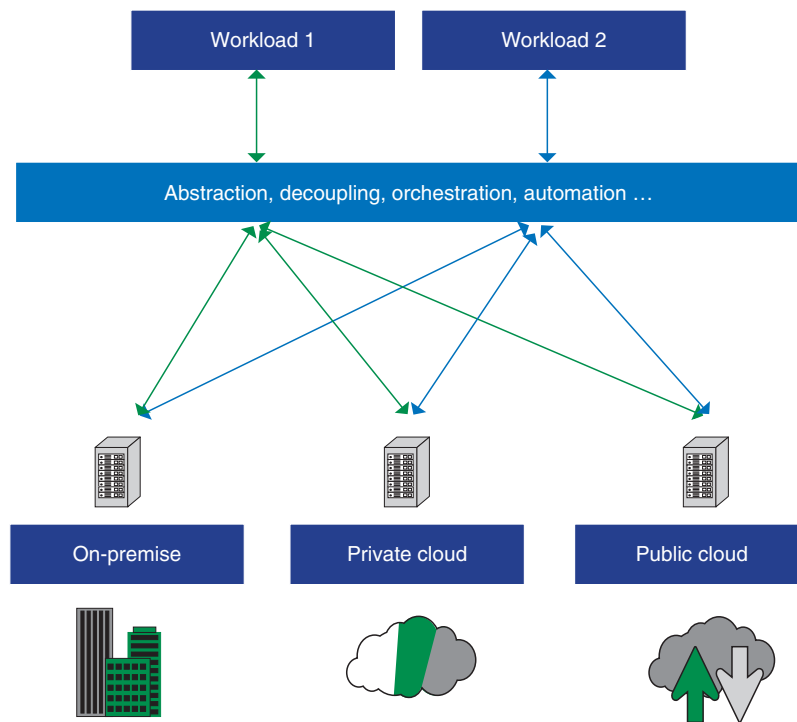 Workload 1
Workload 2
Abstraction, decoupling, orchestration, automation …
On-premise
Private cloud
Public cloud